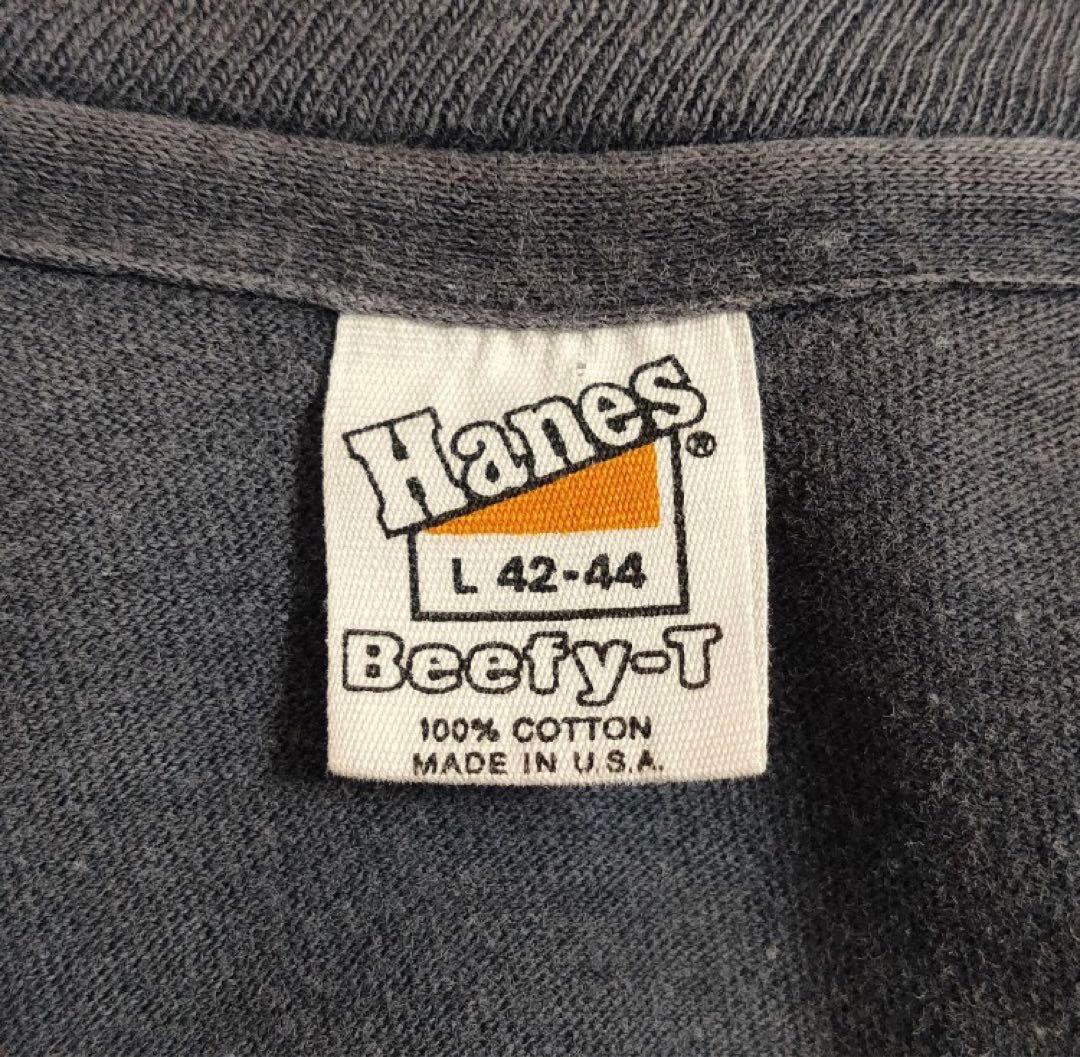 Hanes®
L 42-44
Beefy-T
100% COTTON
MADE IN U.S.A.